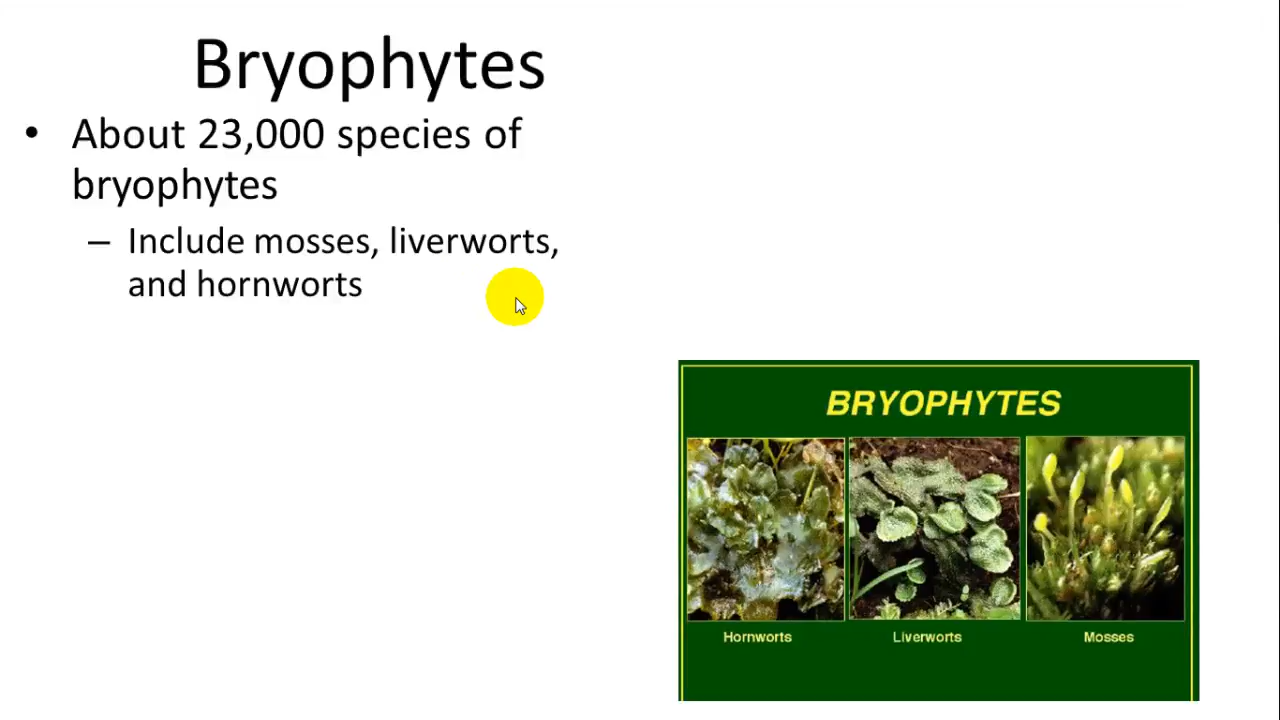 Bryophytes
• About 23,000 species of
bryophytes
– Include mosses, liverworts,
and hornworts
BRYOPHYTES
Hornworts
Liverworts
Mosses